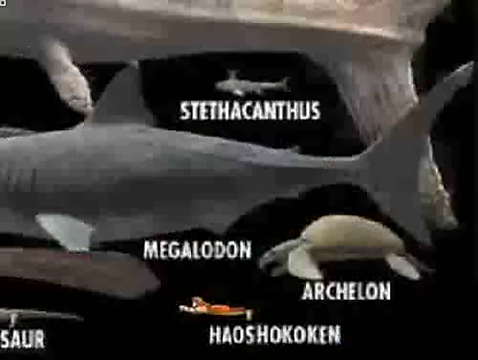 STETHACANTHUS
MEGALODON
ARCHELON
SAUR
HAOSHOKOKEN